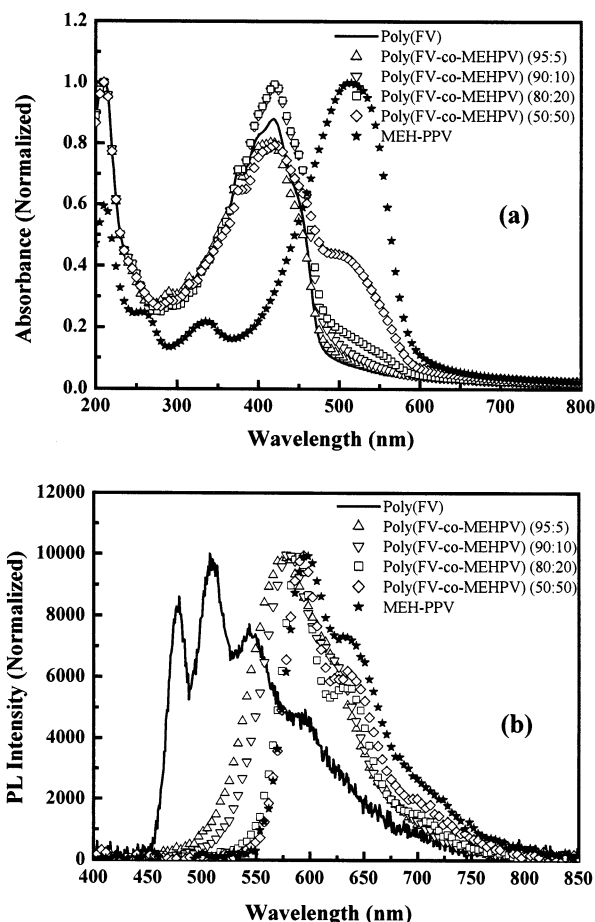 Poly(FV)
Poly(FV-co-MEHPV) (95:5)
Poly(FV-co-MEHPV) (90:10)
Poly(FV-co-MEHPV) (80:20)
Poly(FV-co-MEHPV) (50:50)
MEH-PPV
(a)
Absorbance (Normalized)
1.2
1.0
0.8
0.6
0.4
0.2
0.0
200 300 400 500 600 700 800
Wavelength (nm)
Poly(FV)
Poly(FV-co-MEHPV) (95:5)
Poly(FV-co-MEHPV) (90:10)
Poly(FV-co-MEHPV) (80:20)
Poly(FV-co-MEHPV) (50:50)
MEH-PPV
(b)
PL Intensity (Normalized)
12000
10000
8000
6000
4000
2000
0
400 450 500 550 600 650 700 750 800 850
Wavelength (nm)